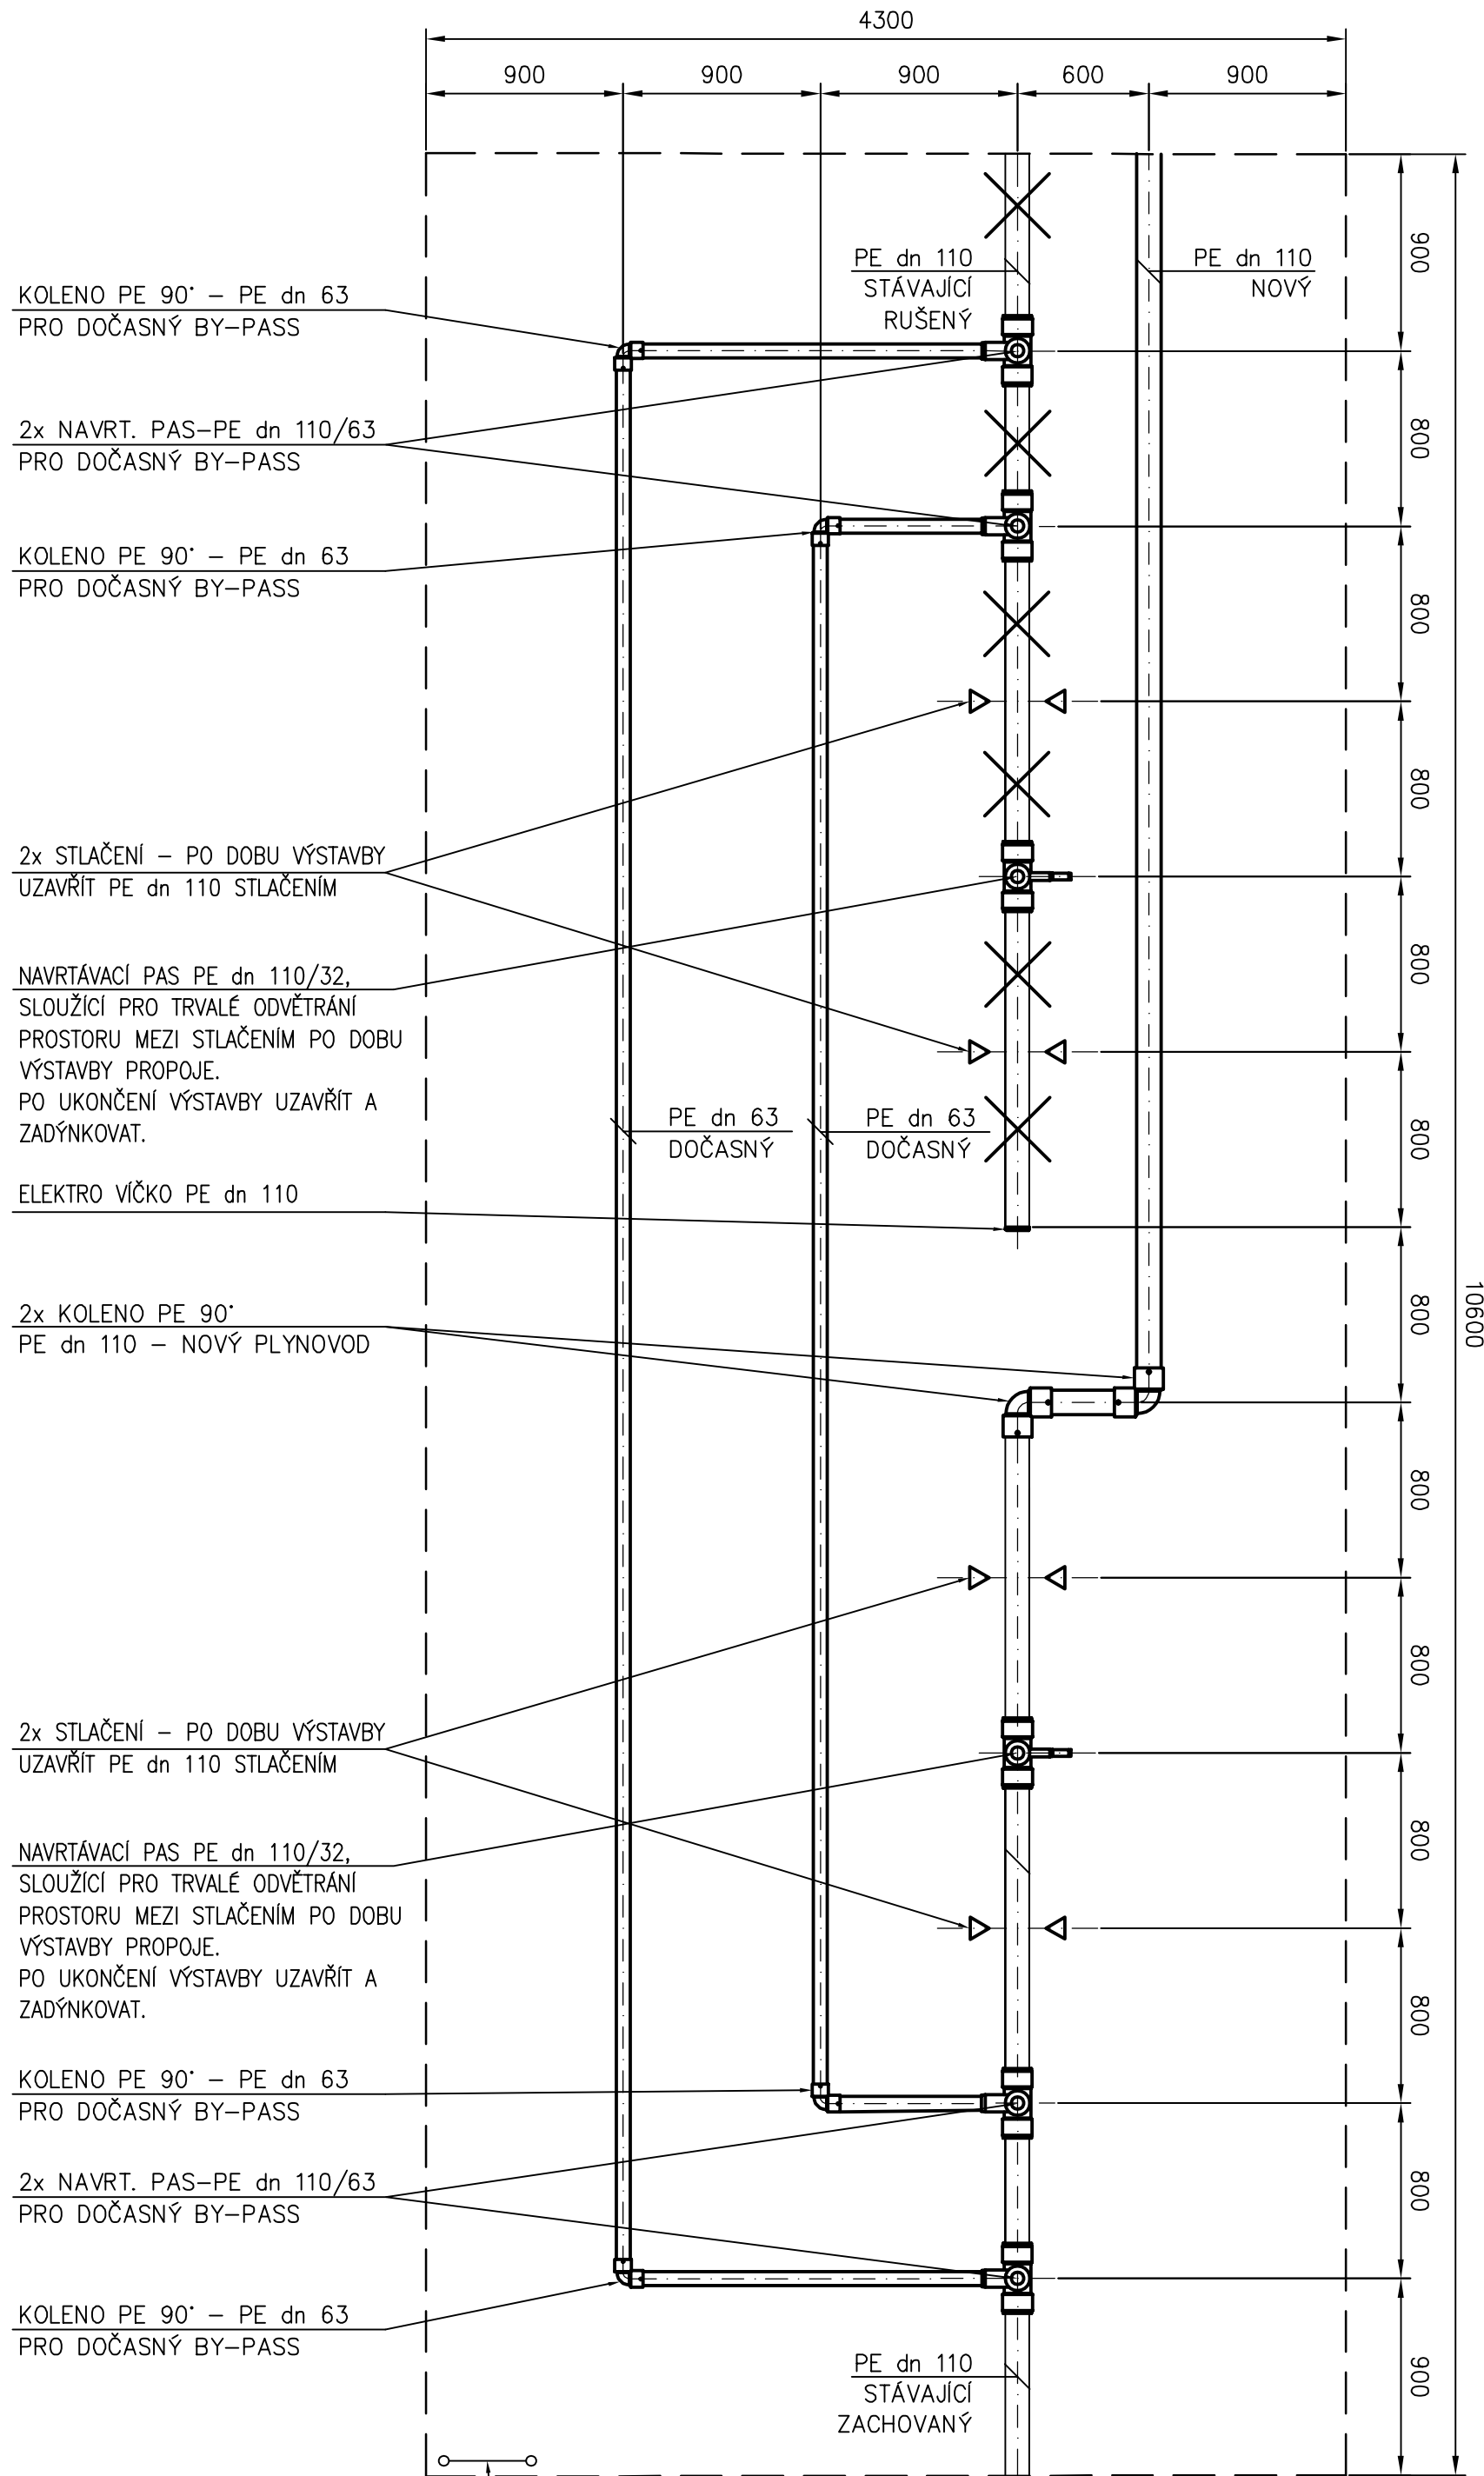 4300
900 900 900 600 900
PE dn 110
STÁVAJÍCÍ
RUŠENÝ
PE dn 110
NOVÝ
KOLENO PE 90° – PE dn 63
PRO DOČASNÝ BY–PASS
2x NAVRT. PAS–PE dn 110/63
PRO DOČASNÝ BY–PASS
KOLENO PE 90° – PE dn 63
PRO DOČASNÝ BY–PASS
2x STLAČENÍ – PO DOBU VÝSTAVBY
UZAVŘÍT PE dn 110 STLAČENÍM
NAVRTÁVACÍ PAS PE dn 110/32,
SLOUŽÍCÍ PRO TRVALÉ ODVĚTRÁNÍ
PROSTORU MEZI STLAČENÍM PO DOBU
VÝSTAVBY PROPOJE.
PO UKONČENÍ VÝSTAVBY UZAVŘÍT A
ZADÝNKOVAT.
PE dn 63
DOČASNÝ
PE dn 63
DOČASNÝ
ELEKTRO VÍČKO PE dn 110
2x KOLENO PE 90°
PE dn 110 – NOVÝ PLYNOVOD
2x STLAČENÍ – PO DOBU VÝSTAVBY
UZAVŘÍT PE dn 110 STLAČENÍM
NAVRTÁVACÍ PAS PE dn 110/32,
SLOUŽÍCÍ PRO TRVALÉ ODVĚTRÁNÍ
PROSTORU MEZI STLAČENÍM PO DOBU
VÝSTAVBY PROPOJE.
PO UKONČENÍ VÝSTAVBY UZAVŘÍT A
ZADÝNKOVAT.
KOLENO PE 90° – PE dn 63
PRO DOČASNÝ BY–PASS
2x NAVRT. PAS–PE dn 110/63
PRO DOČASNÝ BY–PASS
KOLENO PE 90° – PE dn 63
PRO DOČASNÝ BY–PASS
PE dn 110
STÁVAJÍCÍ
ZACHOVANÝ
900
800
800
800
800
800
800
800
800
800
800
800
900
10600